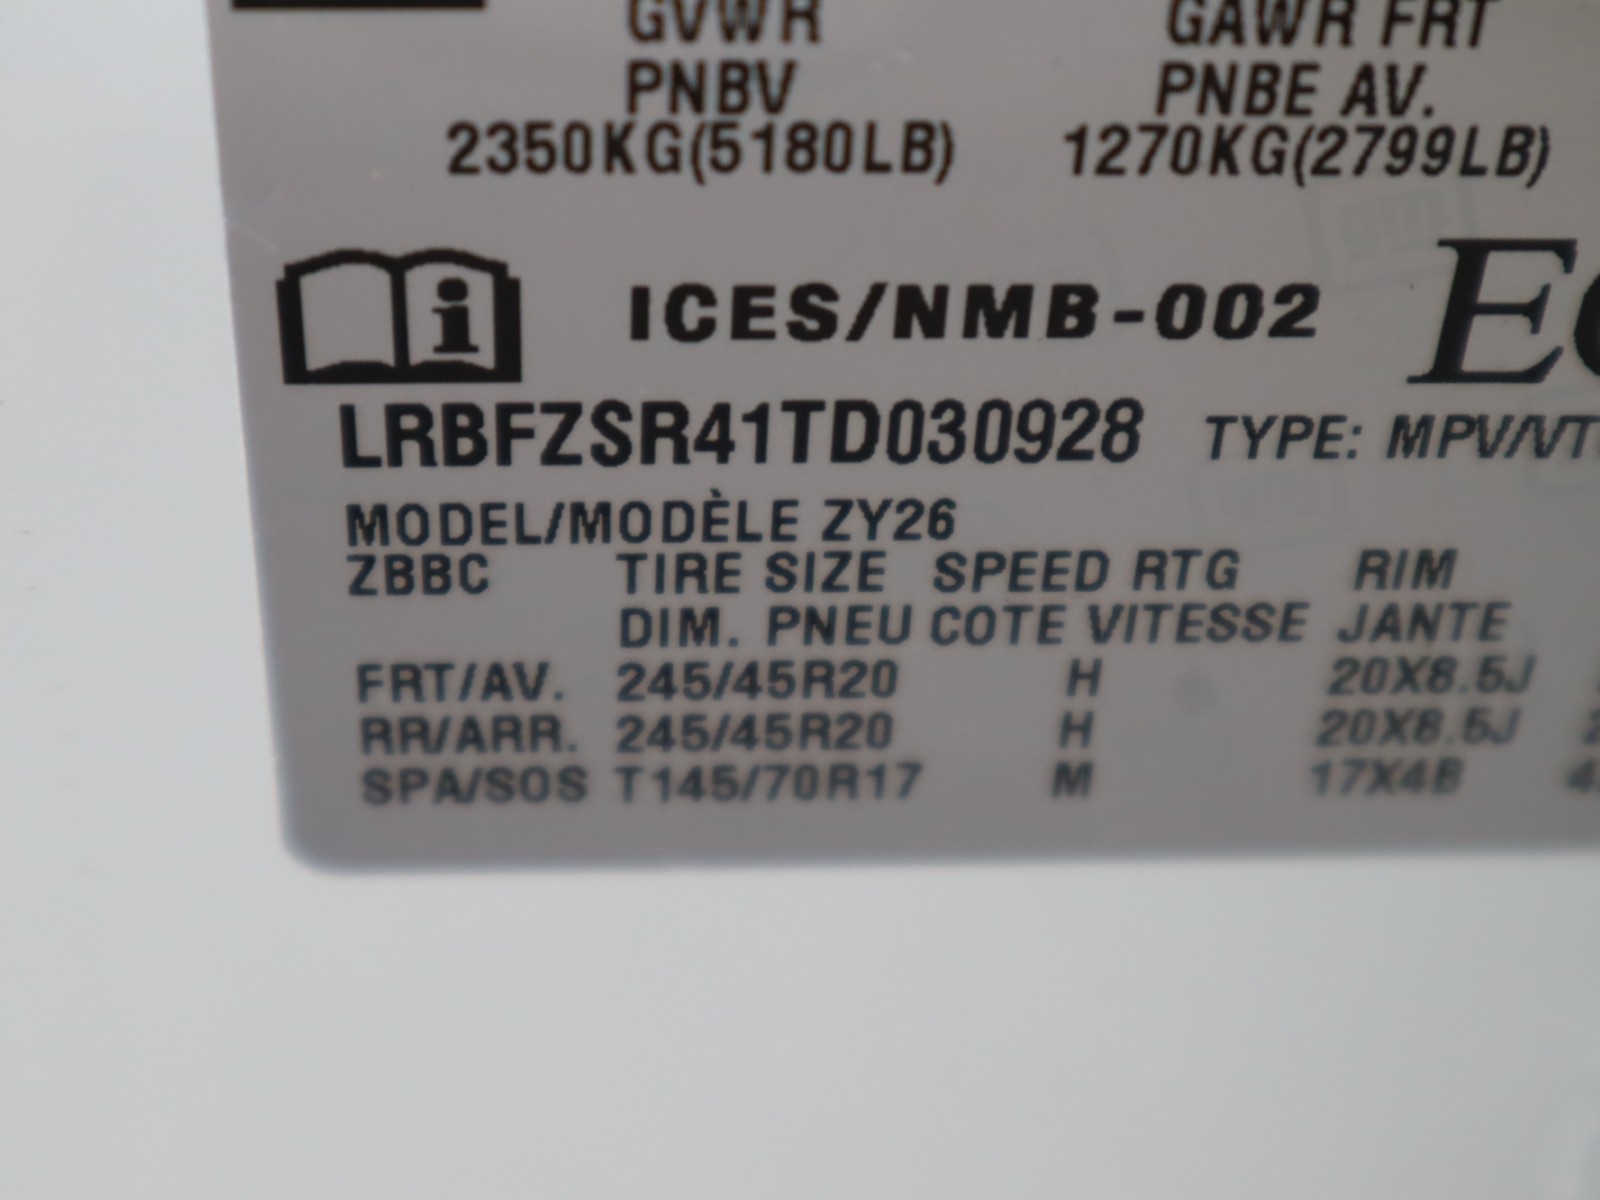 GVWR GAWR FRT
PNBV PNBE AV.
2350KG(5180LB) 1270KG(2799LB)
ICES/NMB-002
LRBFZSR41TD030928 TYPE: MPV/VT
MODEL/MODÈLE ZY26
ZBBC TIRE SIZE SPEED RTG RIM
DIM. PNEU COTE VITESSE JANTE
FRT/AV. 245/45R20 H 20X8.5J
RR/ARR. 245/45R20 H 20X8.5J
SPA/SOS T145/70R17 M 17X4B